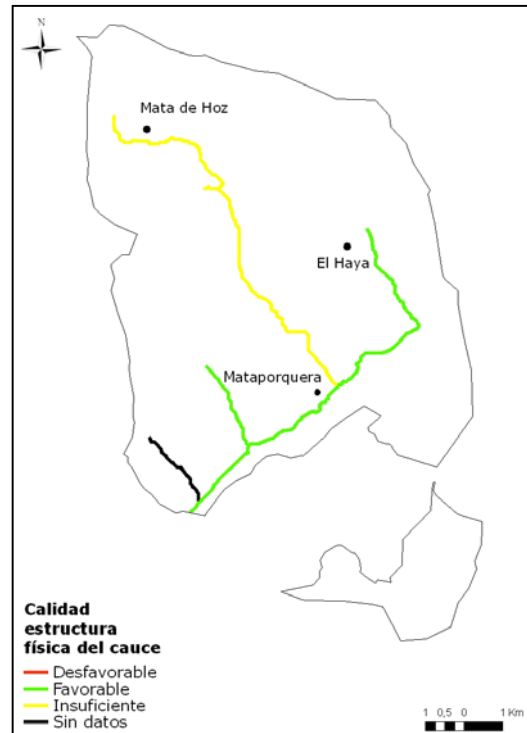 N
Mata de Hoz
El Haya
Mataporquera
Calidad
estructura
física del cauce
Desfavorable
Favorable
Insuficiente
Sin datos
1 0,5 0 1 Km